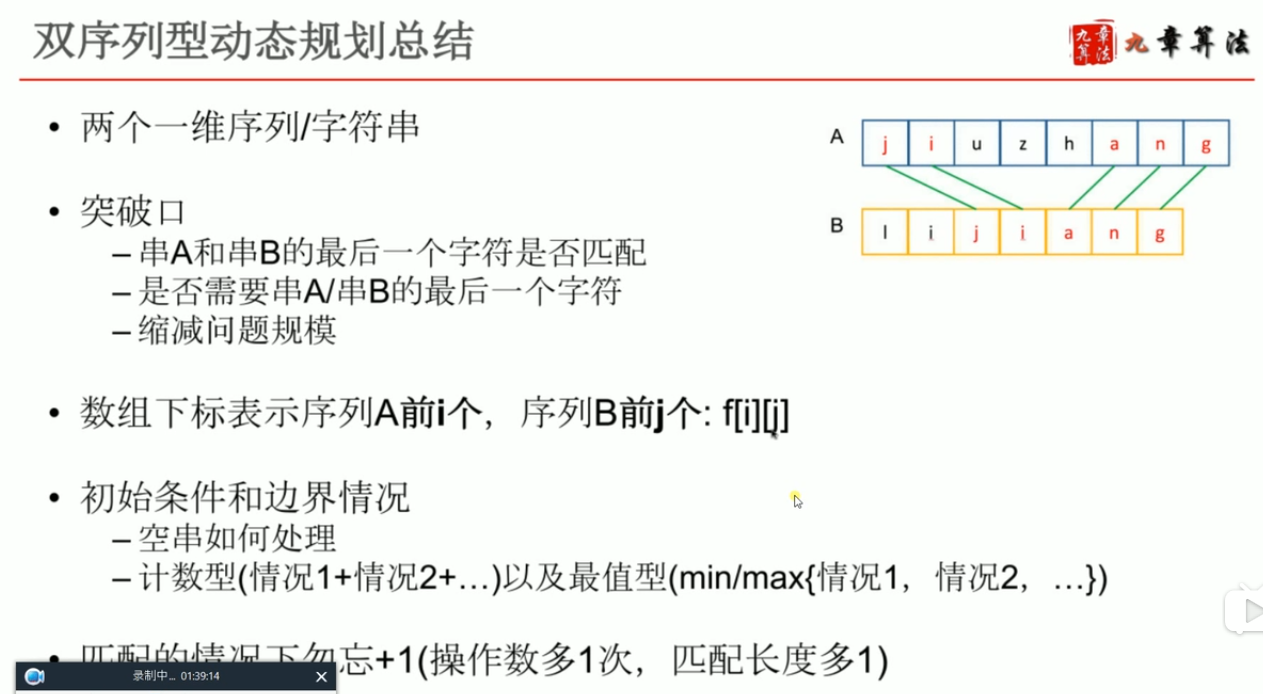 双序列型动态规划总结
九章算法
九章算法
• 两个一维序列/字符串
A
j i u z h a n g
• 突破口
B
l i j i a n g
– 串A和串B的最后一个字符是否匹配
– 是否需要串A/串B的最后一个字符
– 缩减问题规模
• 数组下标表示序列A前i个，序列B前j个: f[i][j]
• 初始条件和边界情况
– 空串如何处理
– 计数型(情况1+情况2+…)以及最值型(min/max{情况1，情况2，…})
• 匹配的情况下勿忘+1(操作数多1次，匹配长度多1)
录制中... 01:39:14